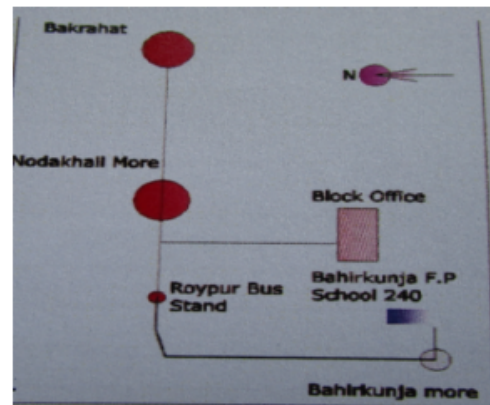 Bakrahat
N
Nodakhali More
Block Office
Roypur Bus
Stand
Bahirkunja F.P
School 240
Bahirkunja more